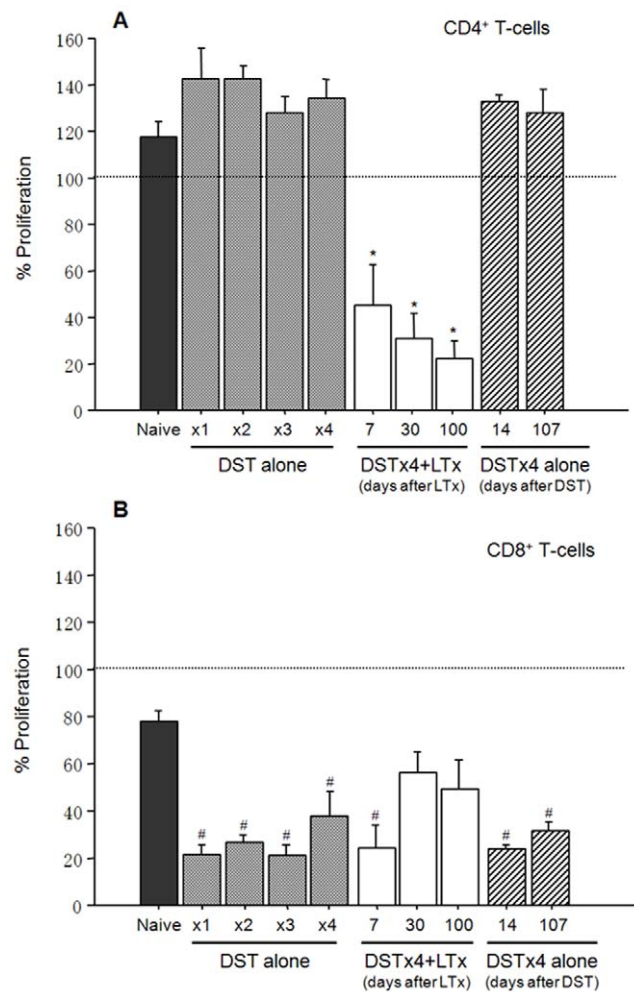 A
CD4⁺ T-cells
160
140
120
100
80
60
40
20
0
% Proliferation
* * *
Naive x1 x2 x3 x4 7 30 100 14 107
DST alone DSTx4+LTx DSTx4 alone
(days after LTx) (days after DST)
B
CD8⁺ T-cells
160
140
120
100
80
60
40
20
0
% Proliferation
# # # # # # #
Naive x1 x2 x3 x4 7 30 100 14 107
DST alone DSTx4+LTx DSTx4 alone
(days after LTx) (days after DST)